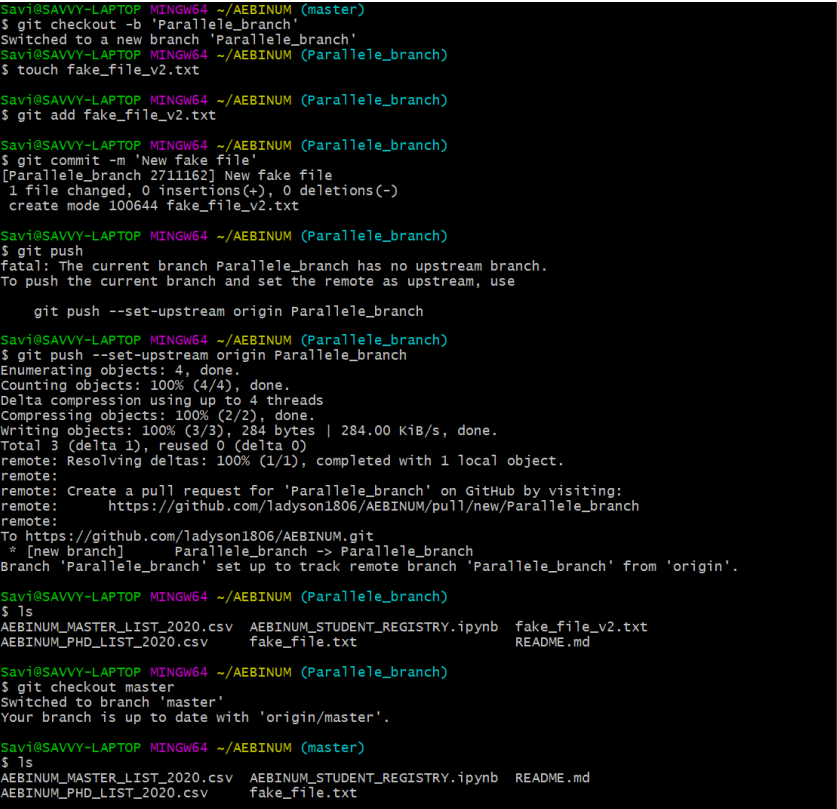 Savi@SAVVY-LAPTOP MINGW64 ~/AEBINUM (master)
$ git checkout -b 'Parallele_branch'
Switched to a new branch 'Parallele_branch'
Savi@SAVVY-LAPTOP MINGW64 ~/AEBINUM (Parallele_branch)
$ touch fake_file_v2.txt
Savi@SAVVY-LAPTOP MINGW64 ~/AEBINUM (Parallele_branch)
$ git add fake_file_v2.txt
Savi@SAVVY-LAPTOP MINGW64 ~/AEBINUM (Parallele_branch)
$ git commit -m 'New fake file'
[Parallele_branch 2711162] New fake file
 1 file changed, 0 insertions(+), 0 deletions(-)
 create mode 100644 fake_file_v2.txt
Savi@SAVVY-LAPTOP MINGW64 ~/AEBINUM (Parallele_branch)
$ git push
fatal: The current branch Parallele_branch has no upstream branch.
To push the current branch and set the remote as upstream, use
    git push --set-upstream origin Parallele_branch
Savi@SAVVY-LAPTOP MINGW64 ~/AEBINUM (Parallele_branch)
$ git push --set-upstream origin Parallele_branch
Enumerating objects: 4, done.
Counting objects: 100% (4/4), done.
Delta compression using up to 4 threads
Compressing objects: 100% (2/2), done.
Writing objects: 100% (3/3), 284 bytes | 284.00 KiB/s, done.
Total 3 (delta 1), reused 0 (delta 0)
remote: Resolving deltas: 100% (1/1), completed with 1 local object.
remote:
remote: Create a pull request for 'Parallele_branch' on GitHub by visiting:
remote:      https://github.com/ladyson1806/AEBINUM/pull/new/Parallele_branch
remote:
To https://github.com/ladyson1806/AEBINUM.git
 * [new branch]      Parallele_branch -> Parallele_branch
Branch 'Parallele_branch' set up to track remote branch 'Parallele_branch' from 'origin'.
Savi@SAVVY-LAPTOP MINGW64 ~/AEBINUM (Parallele_branch)
$ ls
AEBINUM_MASTER_LIST_2020.csv  AEBINUM_STUDENT_REGISTRY.ipynb  fake_file_v2.txt
AEBINUM_PHD_LIST_2020.csv     fake_file.txt                   README.md
Savi@SAVVY-LAPTOP MINGW64 ~/AEBINUM (Parallele_branch)
$ git checkout master
Switched to branch 'master'
Your branch is up to date with 'origin/master'.
Savi@SAVVY-LAPTOP MINGW64 ~/AEBINUM (master)
$ ls
AEBINUM_MASTER_LIST_2020.csv  AEBINUM_STUDENT_REGISTRY.ipynb  README.md
AEBINUM_PHD_LIST_2020.csv     fake_file.txt